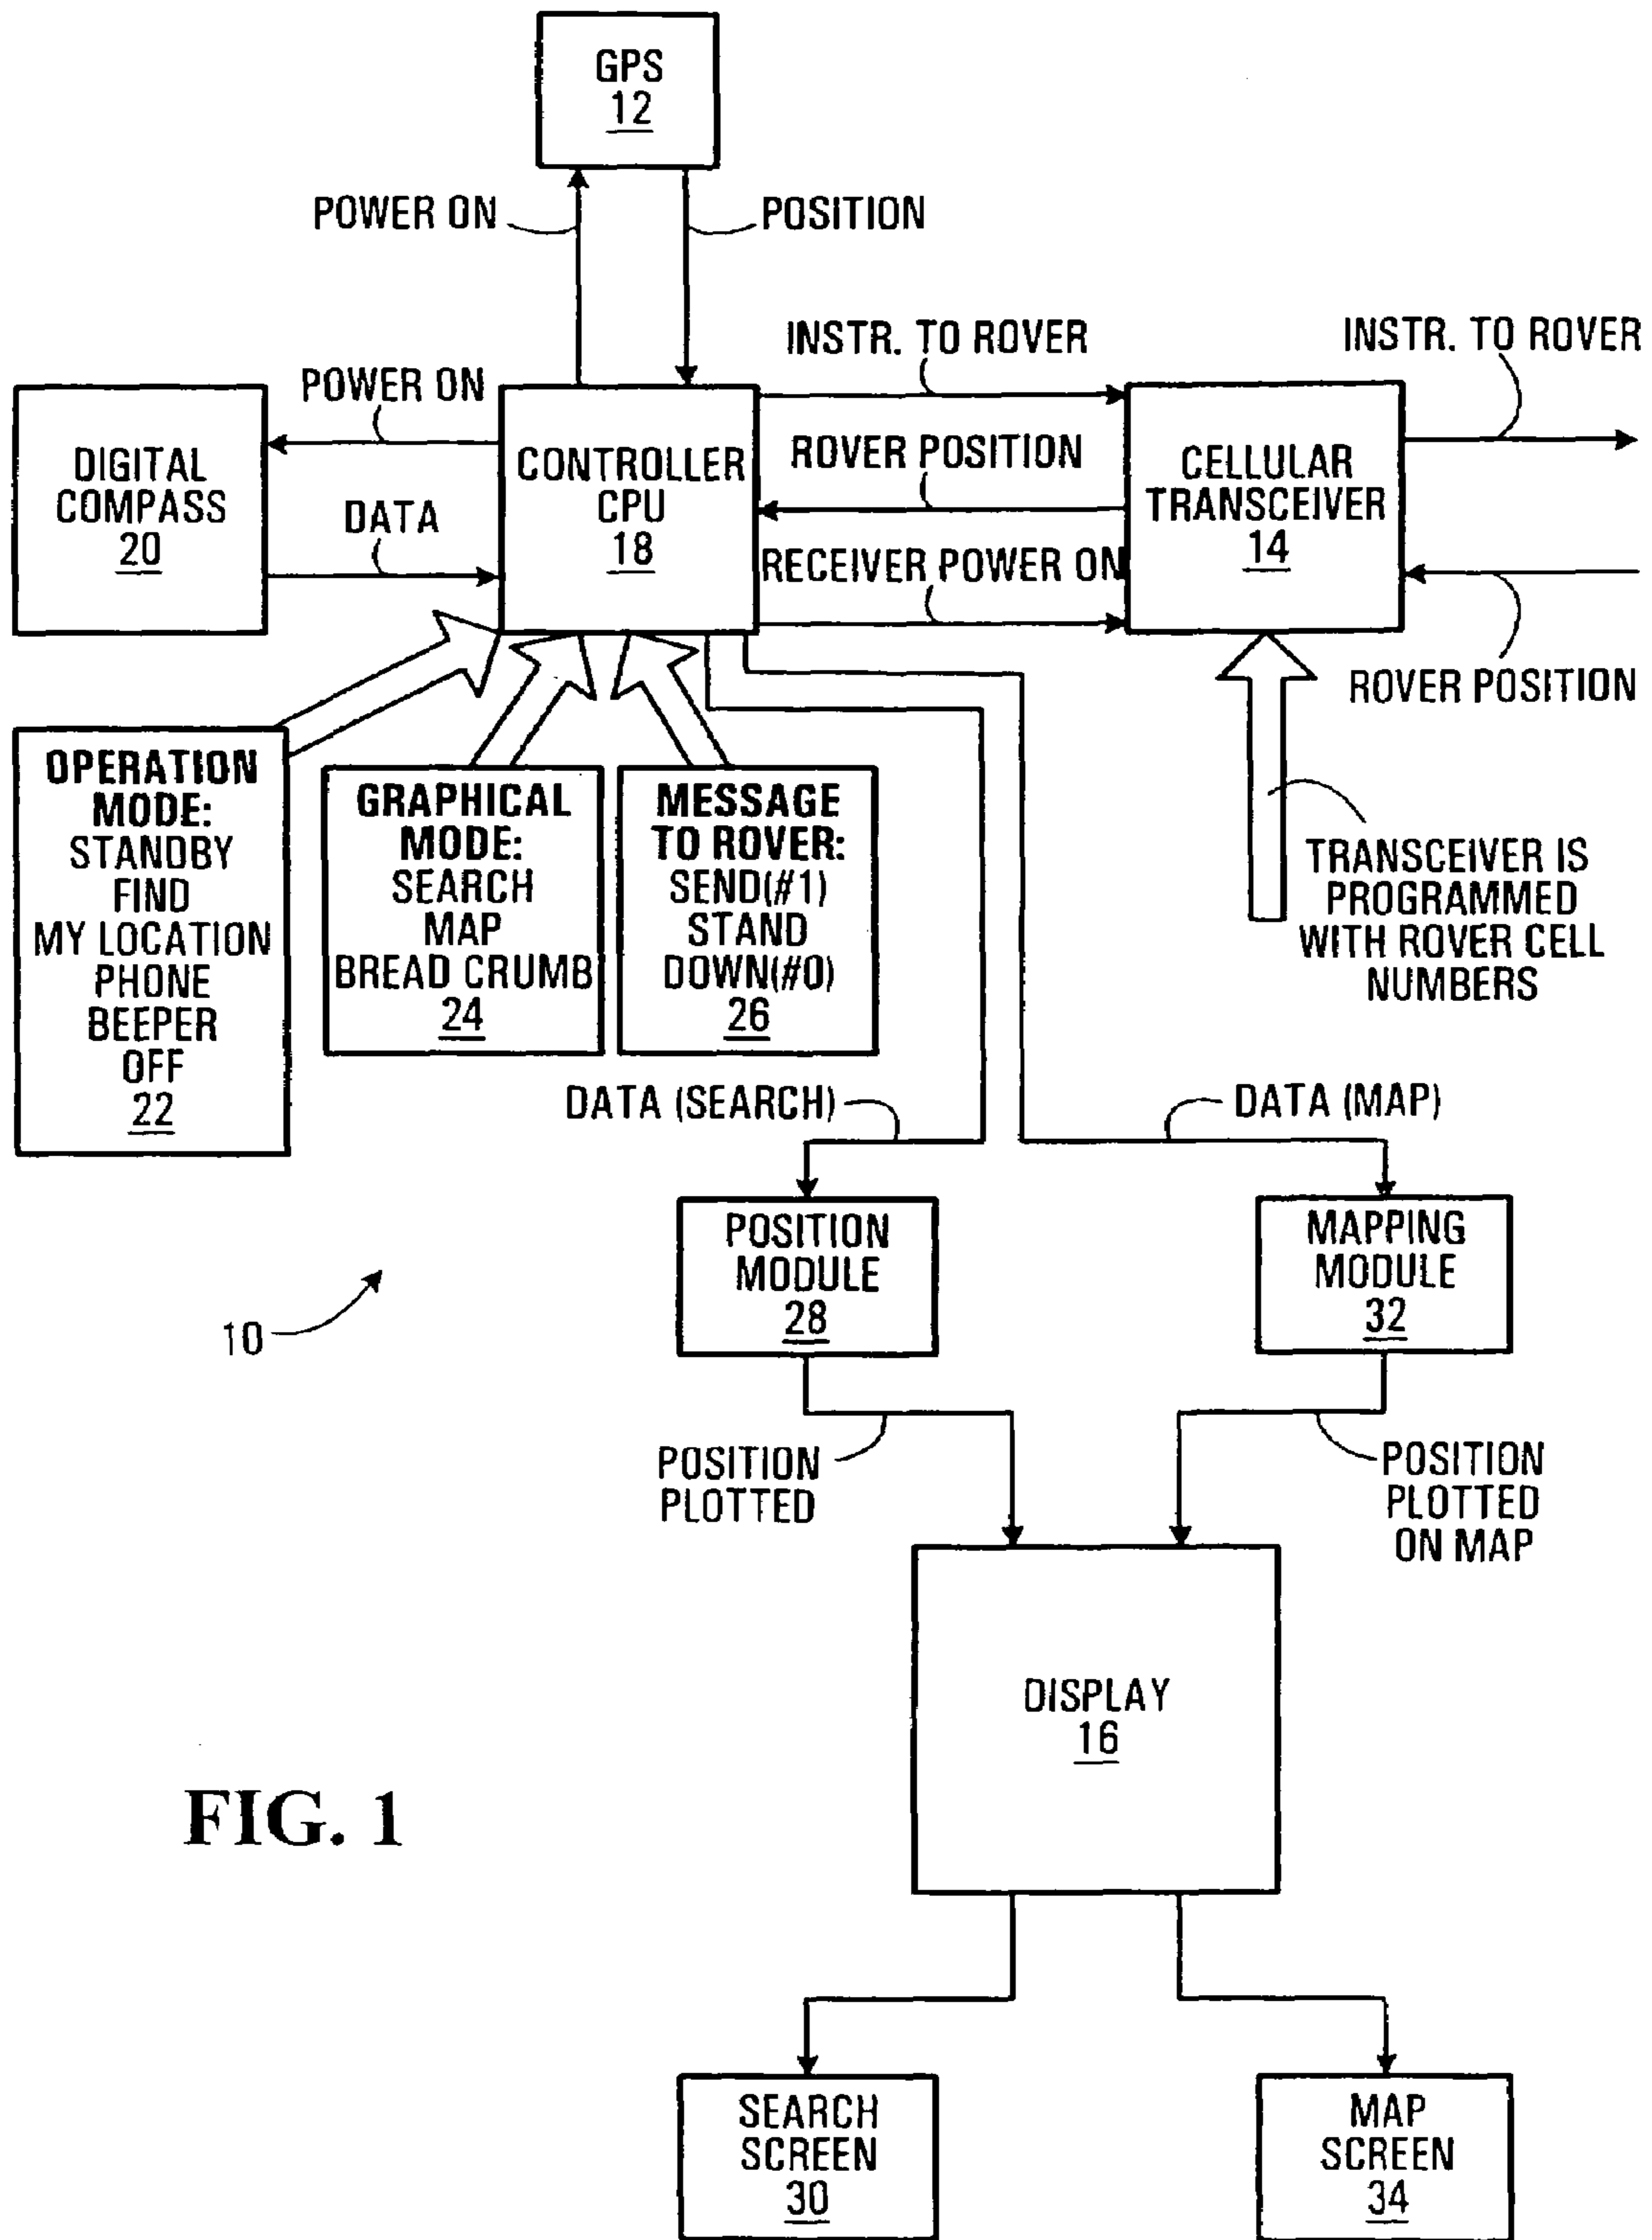 GPS
12
POWER ON
POSITION
INSTR. TO ROVER
INSTR. TO ROVER
POWER ON
DIGITAL
COMPASS
20
DATA
CONTROLLER
CPU
18
ROVER POSITION
RECEIVER POWER ON
CELLULAR
TRANSCEIVER
14
ROVER POSITION
OPERATION
MODE:
STANDBY
FIND
MY LOCATION
PHONE
BEEPER
OFF
22
GRAPHICAL
MODE:
SEARCH
MAP
BREAD CRUMB
24
MESSAGE
TO ROVER:
SEND(#1)
STAND
DOWN(#0)
26
TRANSCEIVER IS
PROGRAMMED
WITH ROVER CELL
NUMBERS
DATA (SEARCH)
DATA (MAP)
POSITION
MODULE
28
MAPPING
MODULE
32
10
POSITION
PLOTTED
POSITION
PLOTTED
ON MAP
DISPLAY
16
FIG. 1
SEARCH
SCREEN
30
MAP
SCREEN
34